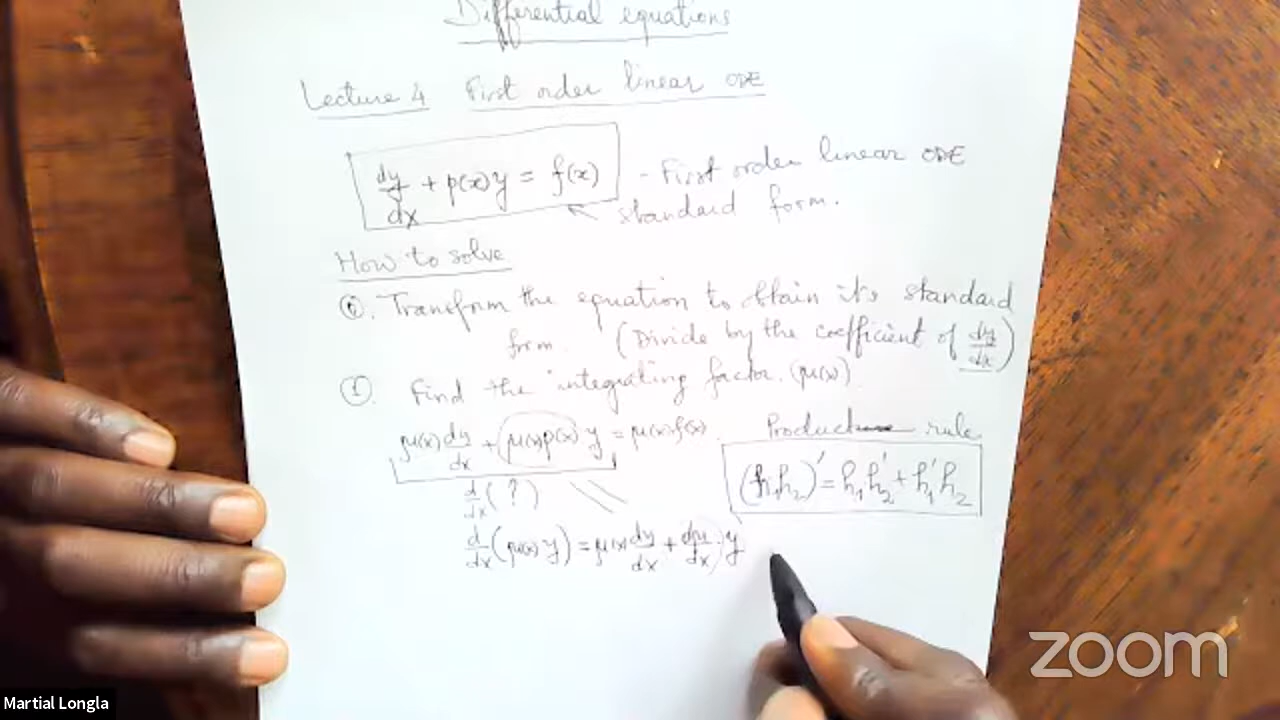 Differential equations
Lecture 4 First order linear ODE
dy/dx + p(x)y = f(x) - First order linear ODE
standard form.
How to solve
⓪. Transform the equation to obtain it's standard
form. (Divide by the coefficient of dy/dx)
①. Find the integrating factor. (μ(x))
μ(x) dy/dx + μ(x)p(x) y = μ(x) f(x). Product rule
d/dx ( ? )
(h₁h₂)' = h₁h₂' + h₁'h₂
d/dx (μ(x) y) = μ(x) dy/dx + dμ/dx · y
zoom
Martial Longla